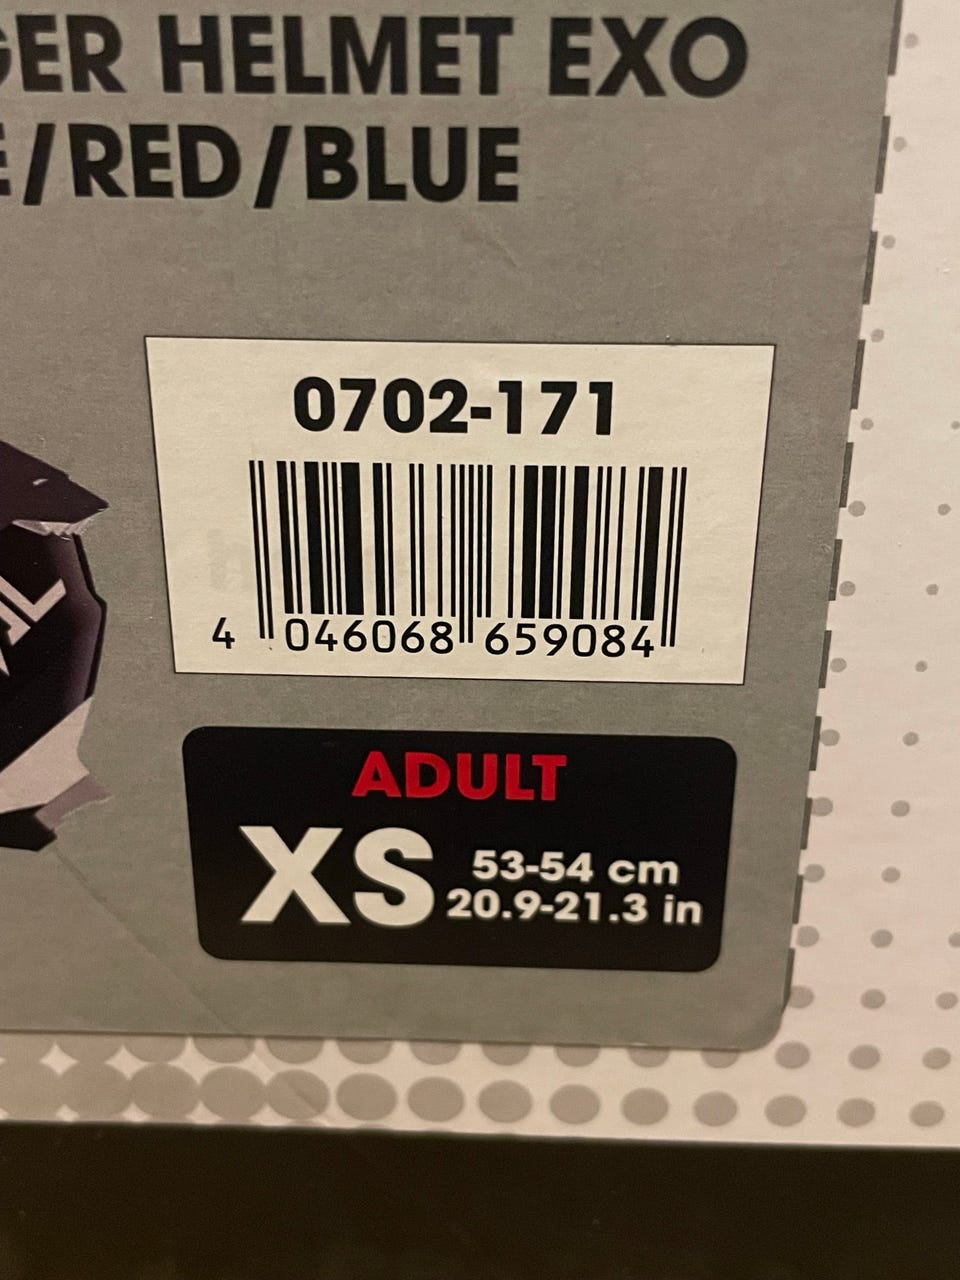 GER HELMET EXO
E/RED/BLUE
0702-171
4 046068 659084
AL
ADULT
XS 53-54 cm
20.9-21.3 in